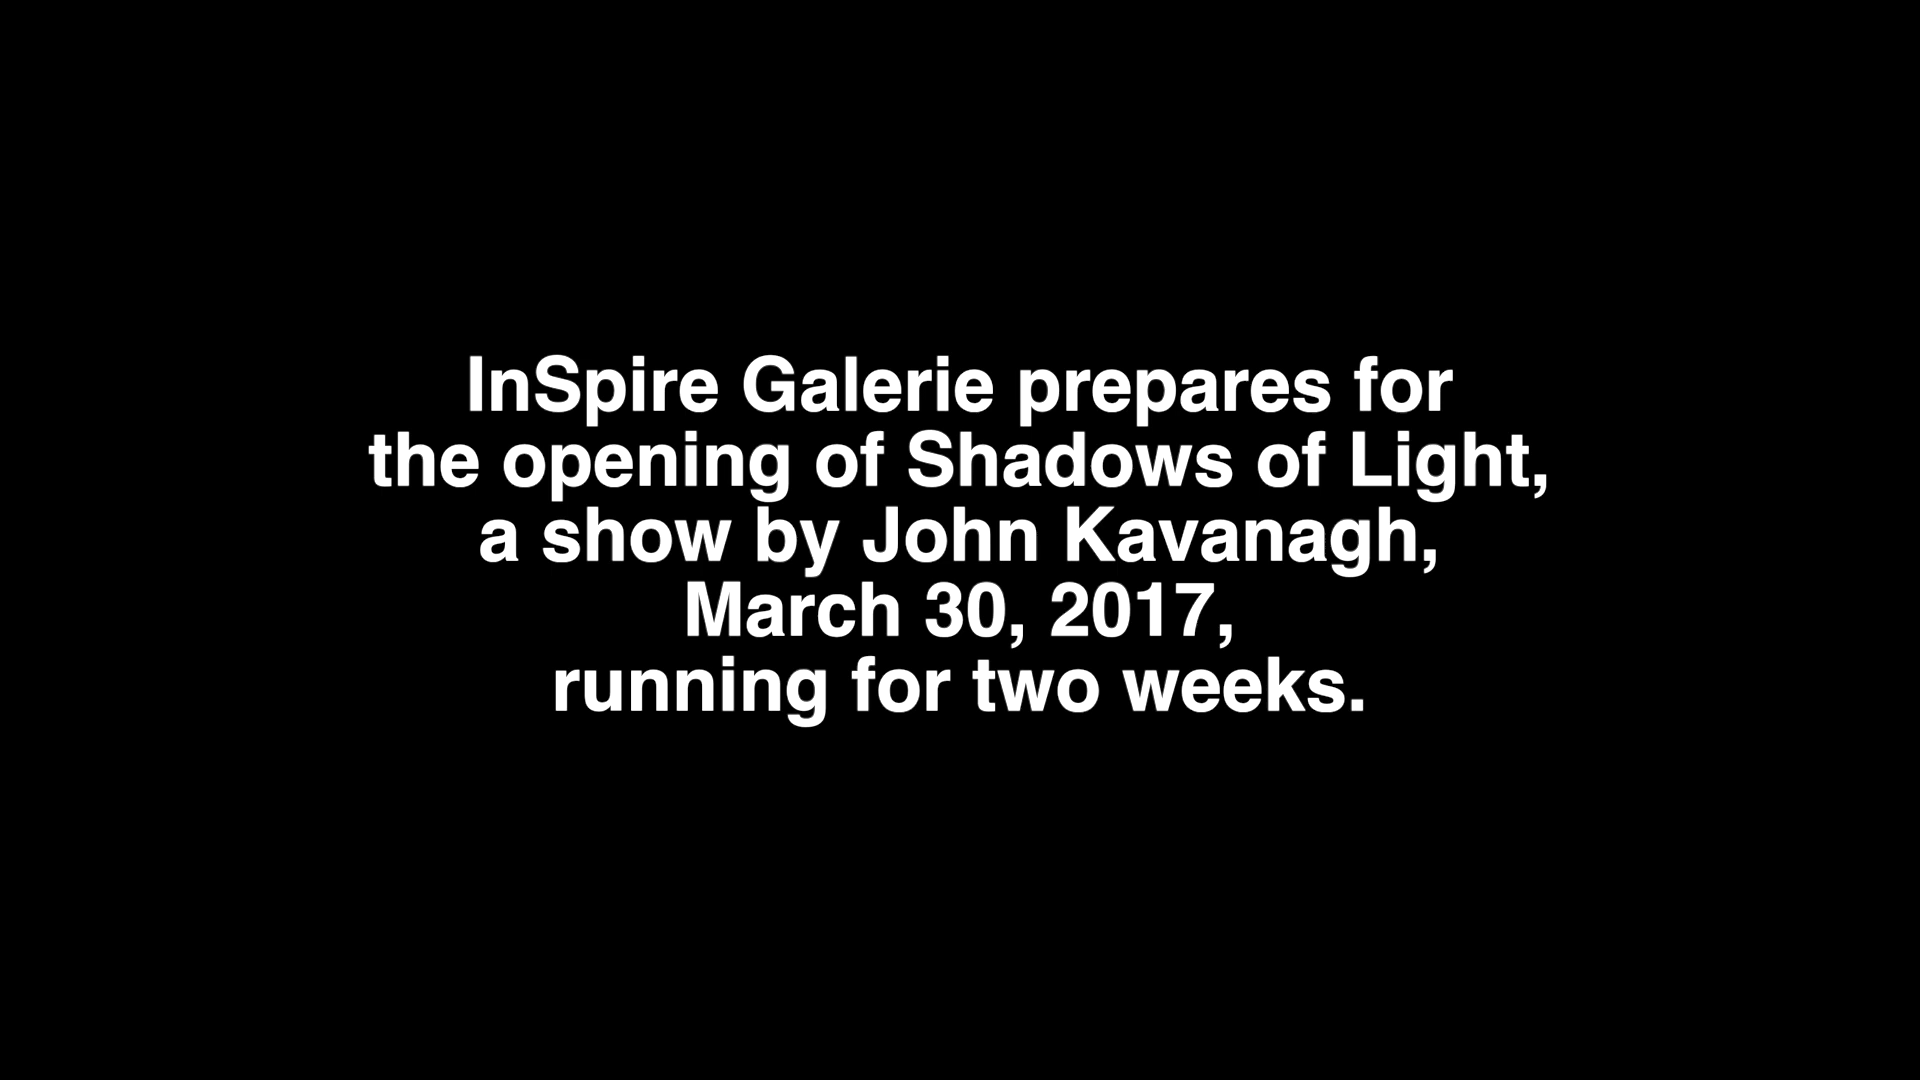 InSpire Galerie prepares for
the opening of Shadows of Light,
a show by John Kavanagh,
March 30, 2017,
running for two weeks.